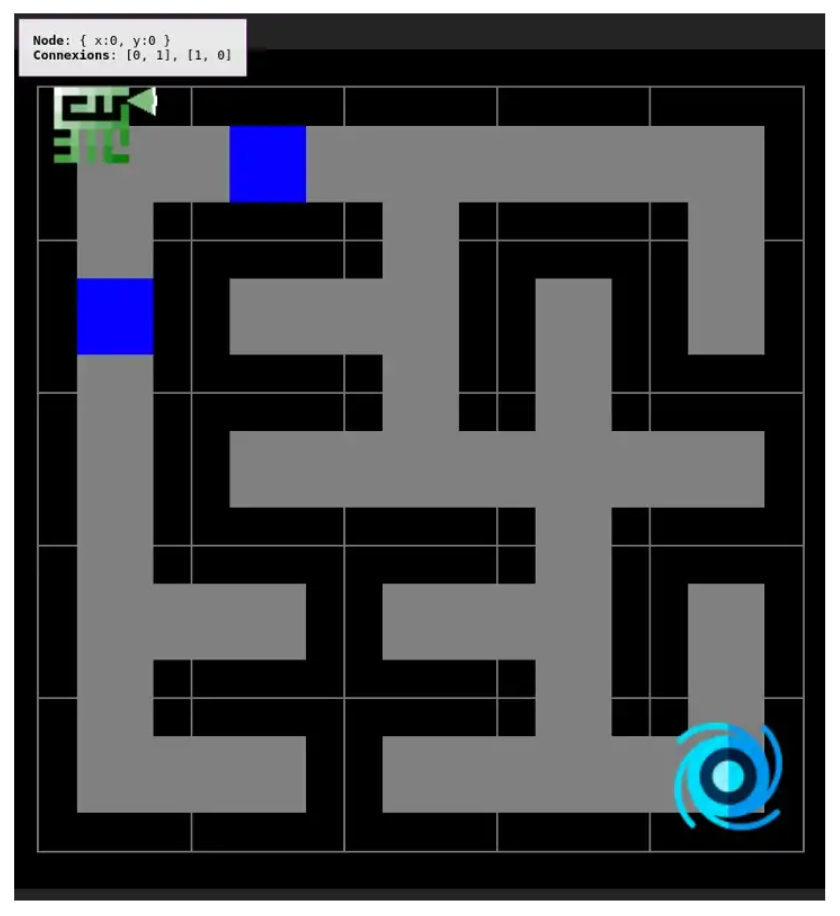 Node: { x:0, y:0 }
Connexions: [0, 1], [1, 0]